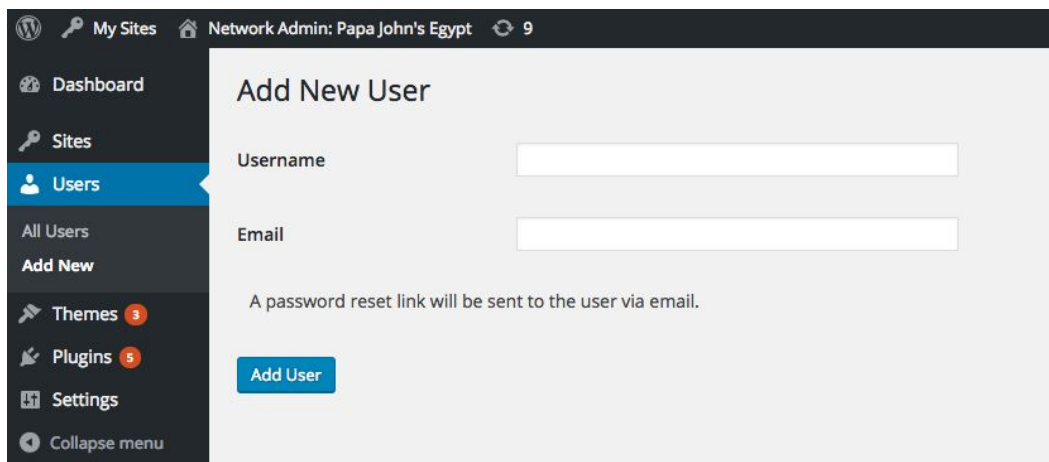 My Sites Network Admin: Papa John's Egypt 9
Dashboard
Sites
Users
All Users
Add New
Themes 3
Plugins 5
Settings
Collapse menu
Add New User
Username
Email
A password reset link will be sent to the user via email.
Add User